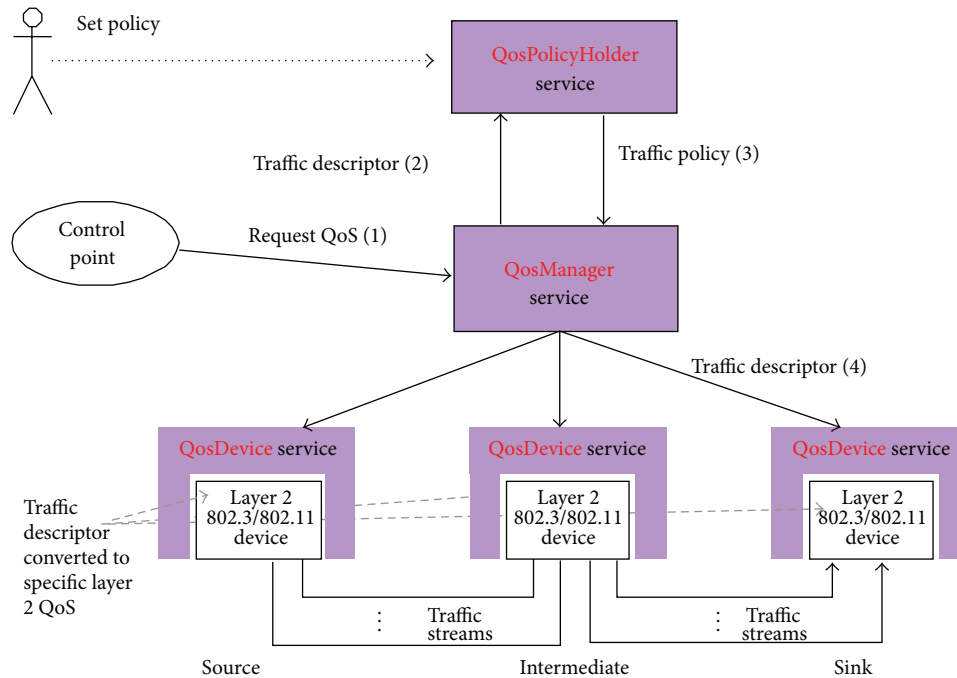 Set policy
QosPolicyHolder
service
Traffic descriptor (2)
Traffic policy (3)
Control
point
Request QoS (1)
QosManager
service
Traffic descriptor (4)
QosDevice service
QosDevice service
QosDevice service
Traffic
descriptor
converted to
specific layer
2 QoS
Layer 2
802.3/802.11
device
Layer 2
802.3/802.11
device
Layer 2
802.3/802.11
device
Traffic
streams
Traffic
streams
Source
Intermediate
Sink